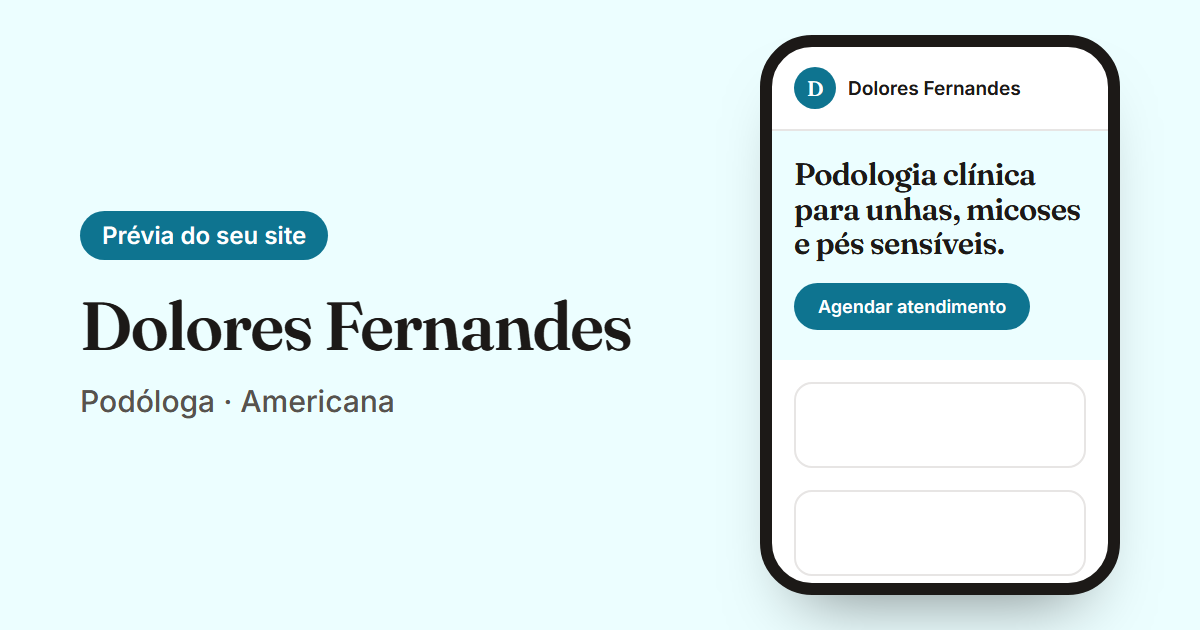 Prévia do seu site
Dolores Fernandes
Podóloga · Americana
D
Dolores Fernandes
Podologia clínica
para unhas, micoses
e pés sensíveis.
Agendar atendimento